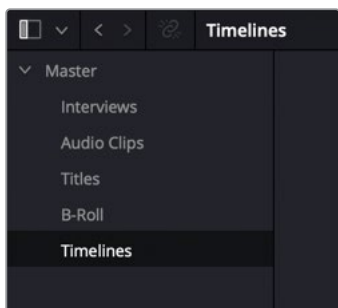 Timelines
Master
Interviews
Audio Clips
Titles
B-Roll
Timelines